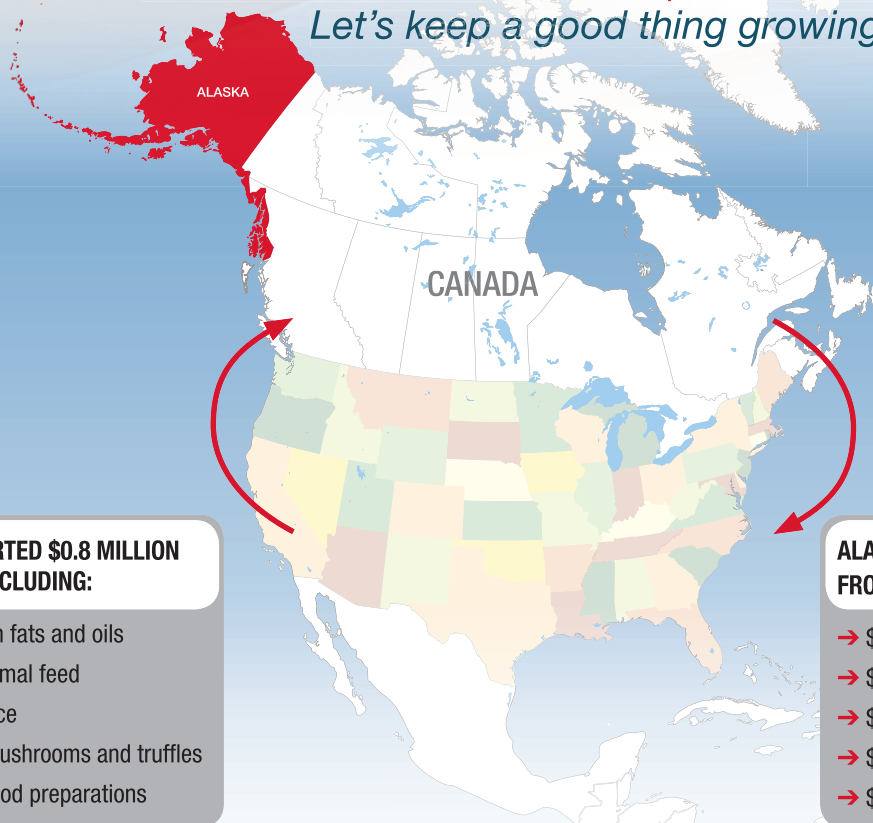 Let's keep a good thing growing
ALASKA
CANADA
RTED $0.8 MILLION
CLUDING:
fats and oils
mal feed
ce
ushrooms and truffles
od preparations
ALA
FRO
➔ $
➔ $
➔ $
➔ $
➔ $